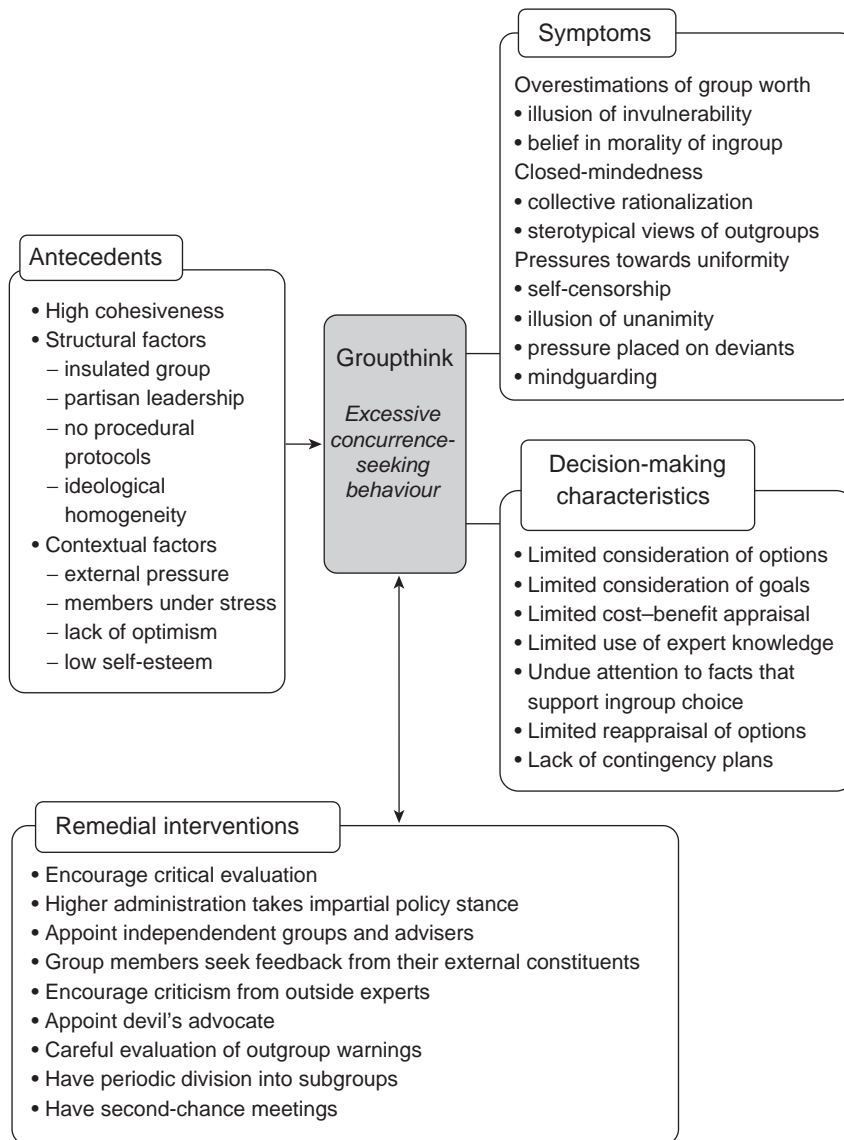 Symptoms
Overestimations of group worth
• illusion of invulnerability
• belief in morality of ingroup
Closed-mindedness
• collective rationalization
• sterotypical views of outgroups
Pressures towards uniformity
• self-censorship
• illusion of unanimity
• pressure placed on deviants
• mindguarding
Antecedents
• High cohesiveness
• Structural factors
– insulated group
– partisan leadership
– no procedural
protocols
– ideological
homogeneity
• Contextual factors
– external pressure
– members under stress
– lack of optimism
– low self-esteem
Groupthink
Excessive
concurrence-
seeking
behaviour
Decision-making
characteristics
• Limited consideration of options
• Limited consideration of goals
• Limited cost–benefit appraisal
• Limited use of expert knowledge
• Undue attention to facts that
support ingroup choice
• Limited reappraisal of options
• Lack of contingency plans
Remedial interventions
• Encourage critical evaluation
• Higher administration takes impartial policy stance
• Appoint independendent groups and advisers
• Group members seek feedback from their external constituents
• Encourage criticism from outside experts
• Appoint devil’s advocate
• Careful evaluation of outgroup warnings
• Have periodic division into subgroups
• Have second-chance meetings